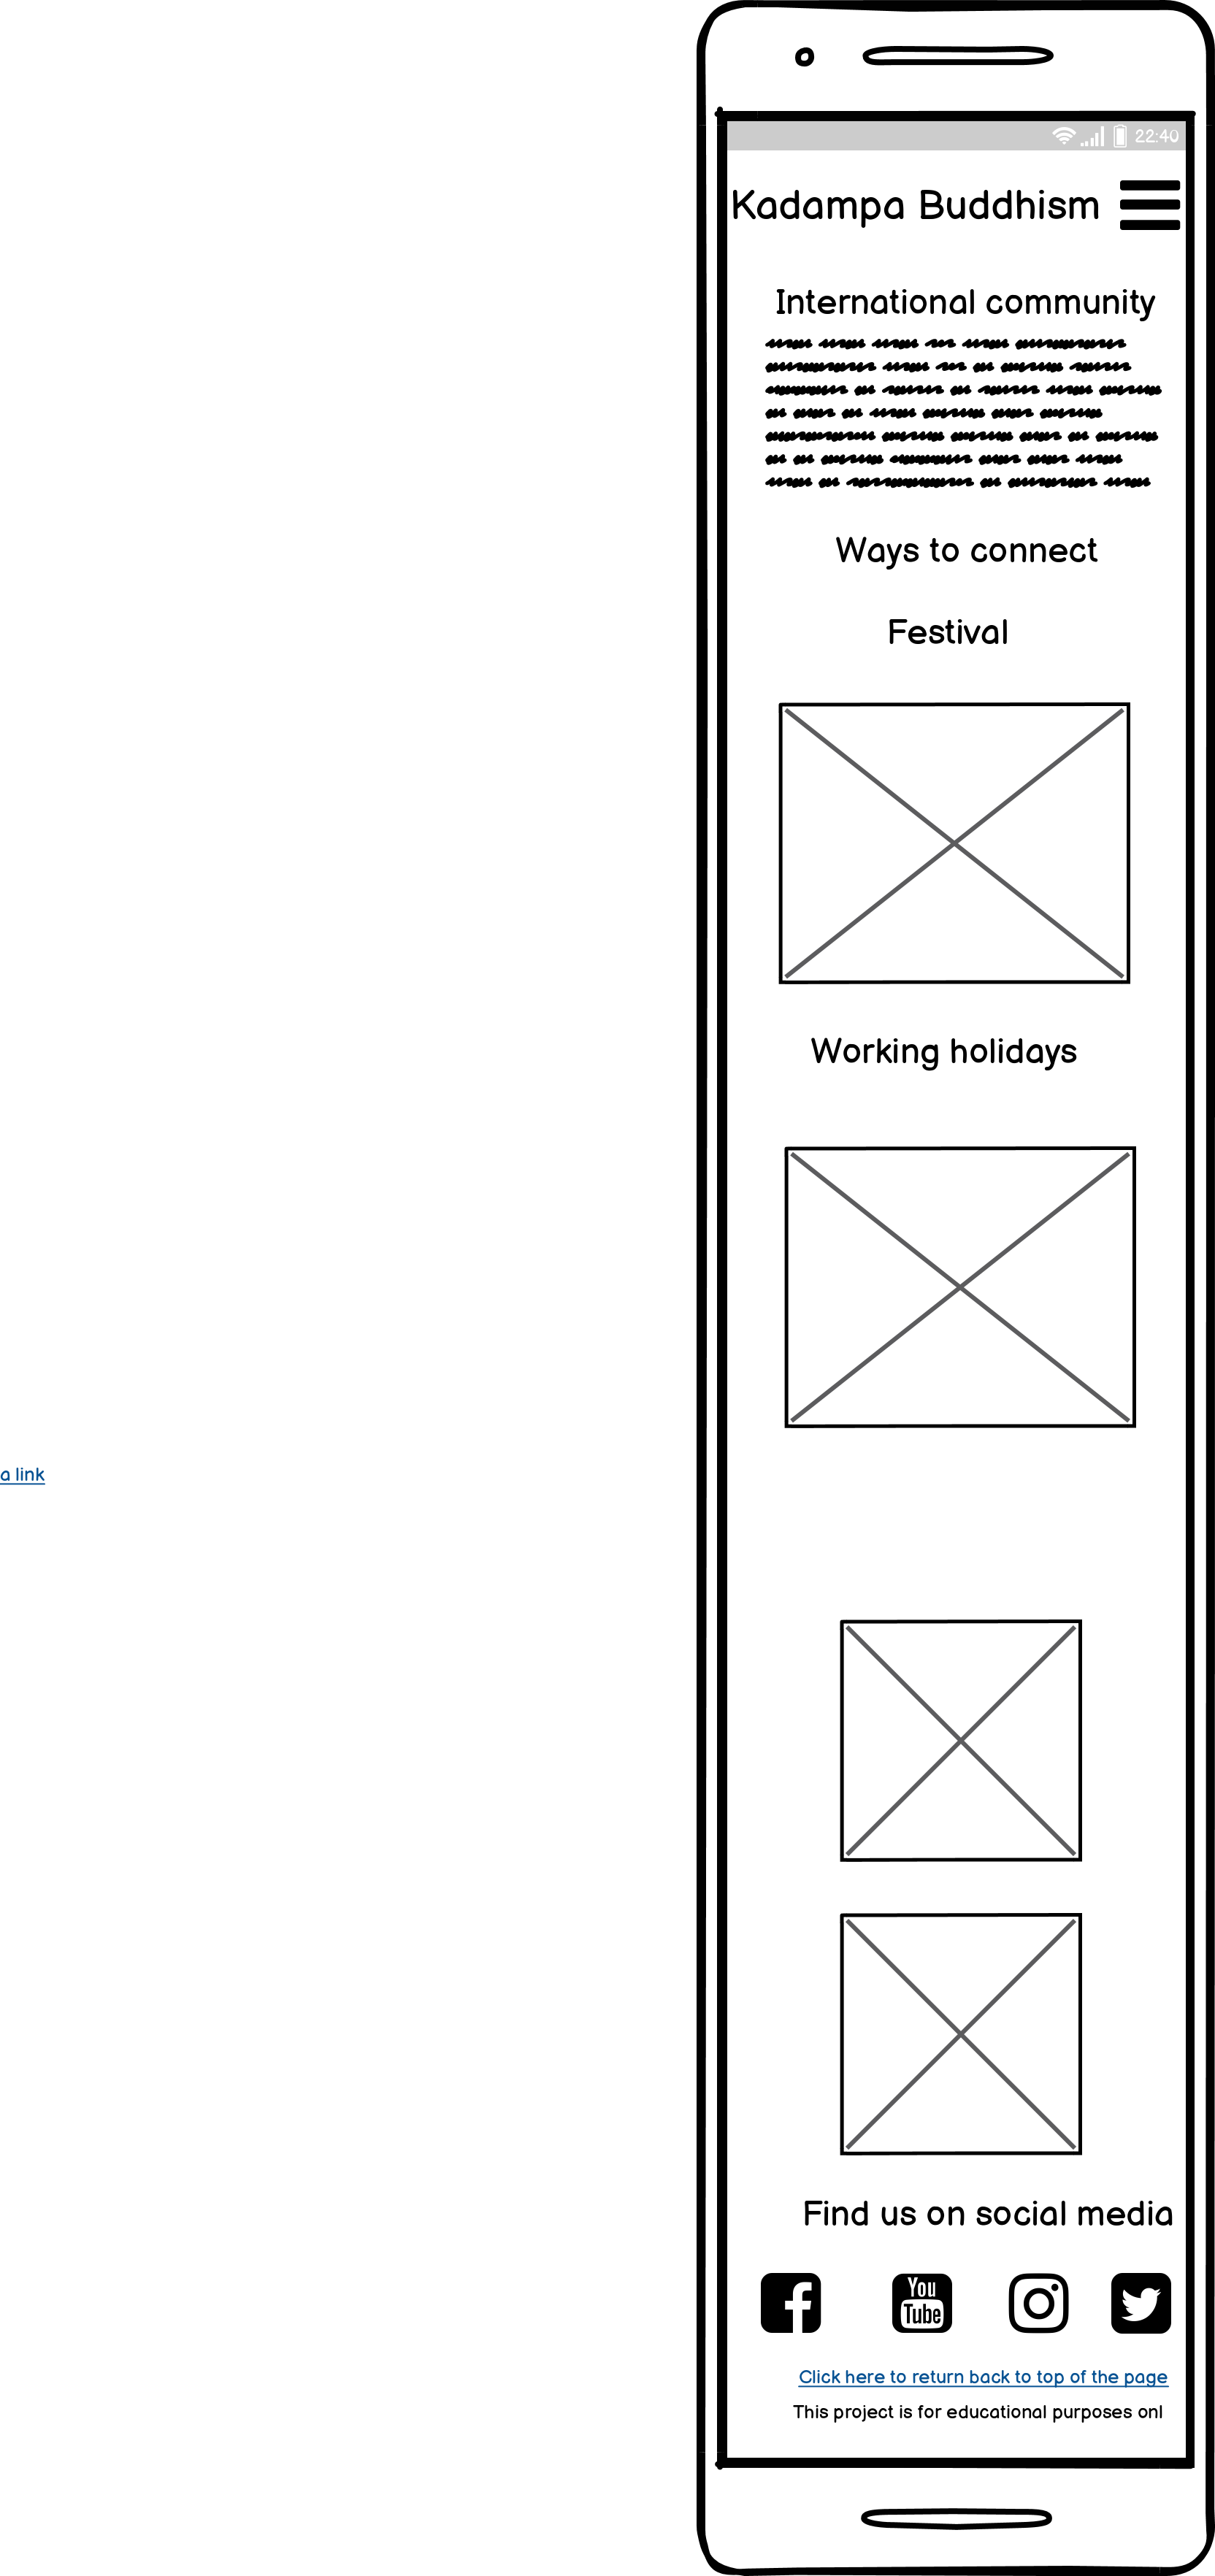 22:40
Kadampa Buddhism
International community
Ways to connect
Festival
Working holidays
a link
Find us on social media
You
Tube
Click here to return back to top of the page
This project is for educational purposes onl